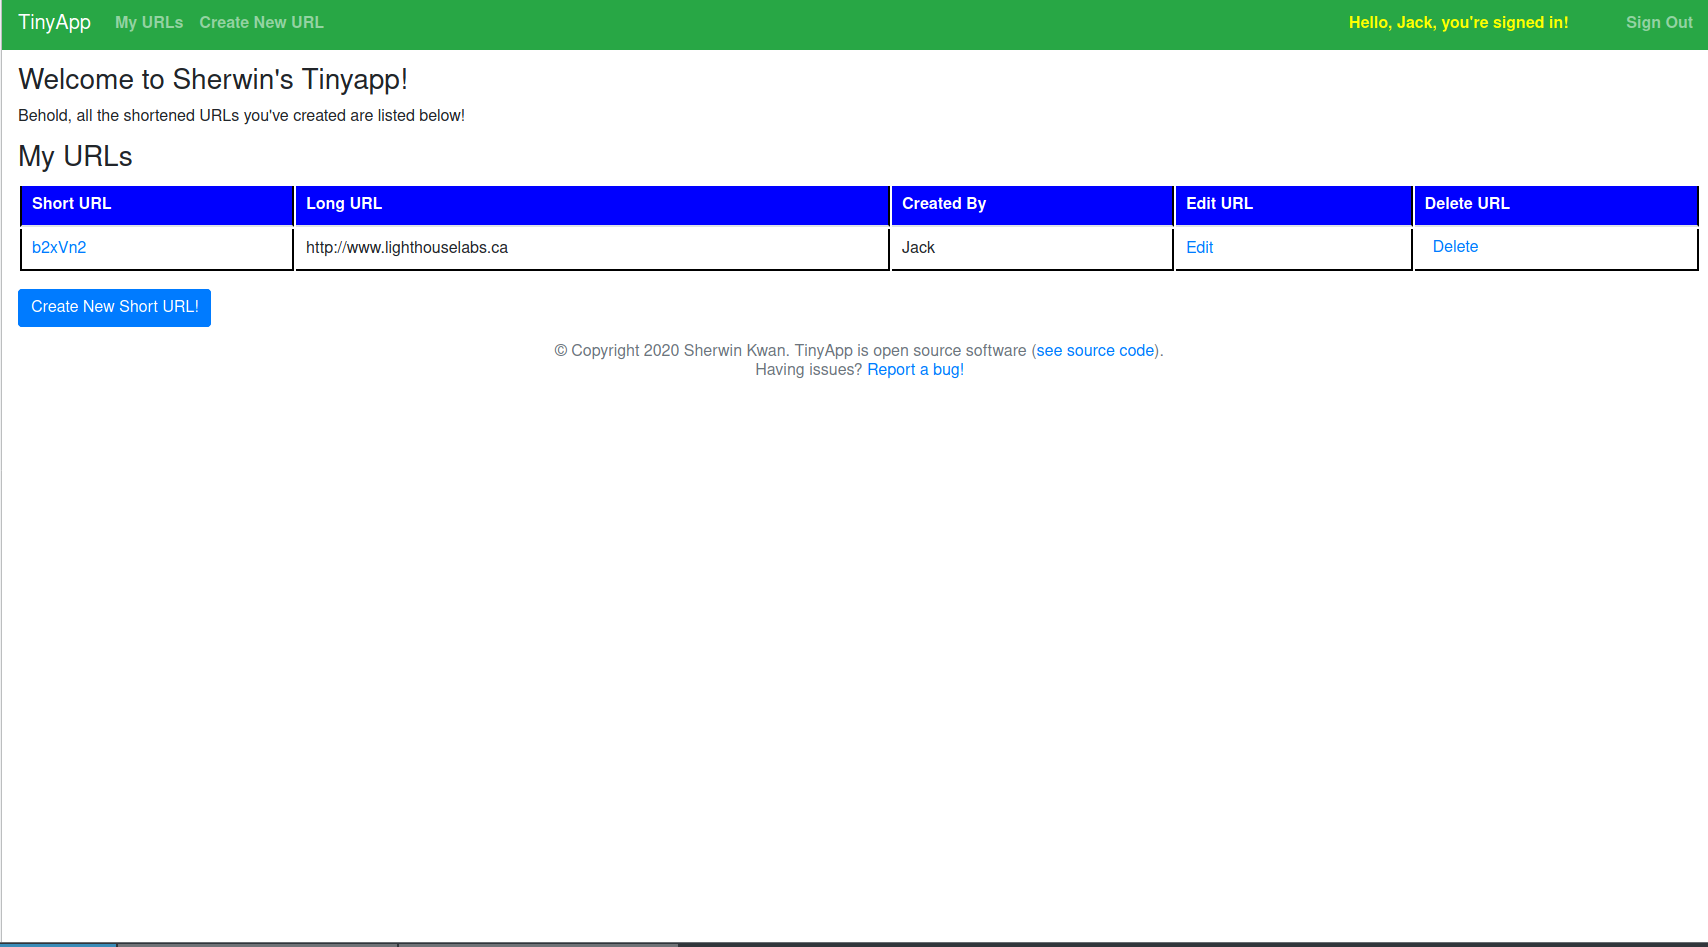 TinyApp My URLs Create New URL Hello, Jack, you're signed in! Sign Out
Welcome to Sherwin's Tinyapp!
Behold, all the shortened URLs you've created are listed below!
My URLs
Short URL Long URL Created By Edit URL Delete URL
b2xVn2 http://www.lighthouselabs.ca Jack Edit Delete
Create New Short URL!
© Copyright 2020 Sherwin Kwan. TinyApp is open source software (see source code).
Having issues? Report a bug!